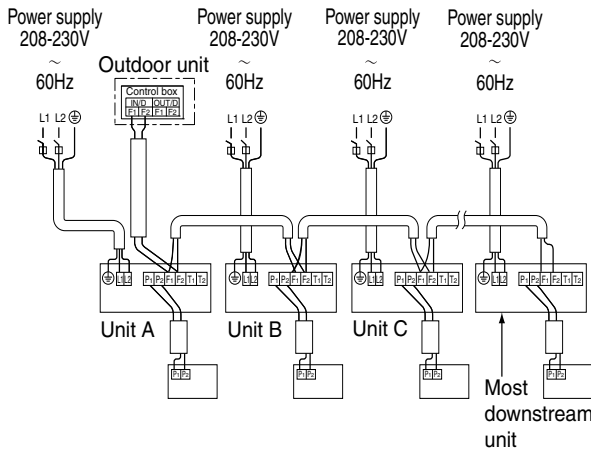 Power supply
208-230V
~
60Hz
Power supply
208-230V
~
60Hz
Power supply
208-230V
~
60Hz
Power supply
208-230V
~
60Hz
Outdoor unit
Control box
IN/D OUT/D
F1 F2 F1 F2
L1 L2
L1 L2
L1 L2
L1 L2
L1 L2 P1 P2 F1 F2 T1 T2
L1 L2 P1 P2 F1 F2 T1 T2
L1 L2 P1 P2 F1 F2 T1 T2
L1 L2 P1 P2 F1 F2 T1 T2
Unit A
Unit B
Unit C
P1 P2
P1 P2
P1 P2
P1 P2
Most
downstream
unit